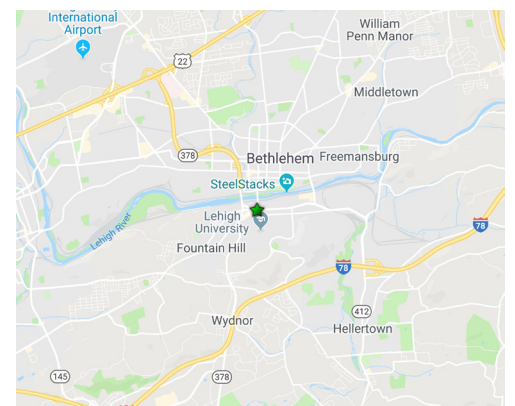 International
Airport
William
Penn Manor
22
Middletown
378
Bethlehem
Freemansburg
SteelStacks
Lehigh
University
Lehigh River
Fountain Hill
78
78
412
Wydnor
Hellertown
145
378